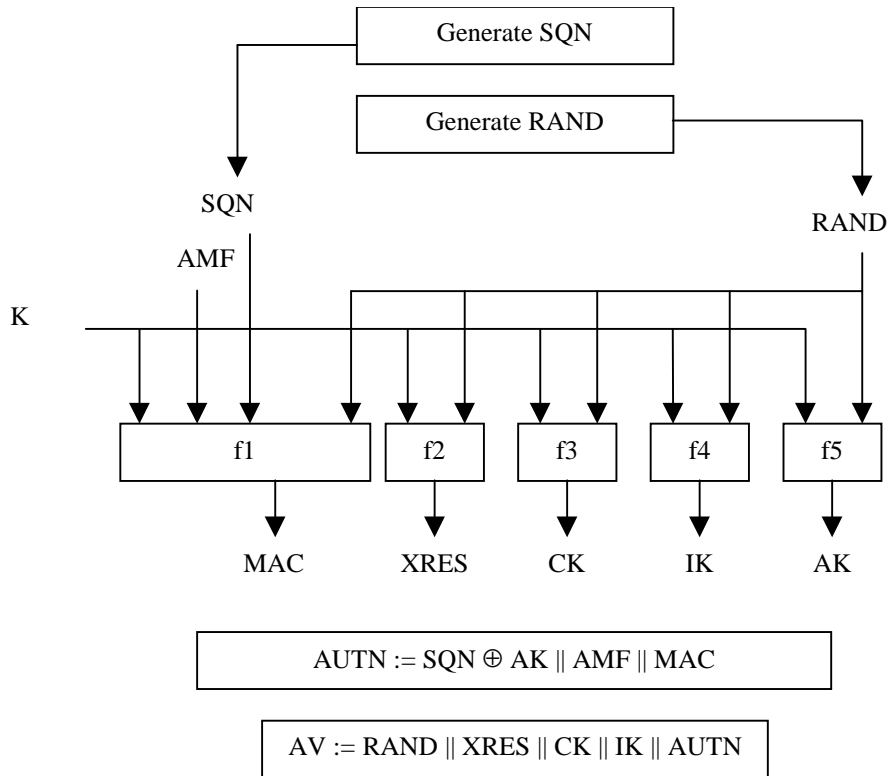 Generate SQN
Generate RAND
SQN
RAND
AMF
K
f1
f2
f3
f4
f5
MAC
XRES
CK
IK
AK
AUTN := SQN ⊕ AK || AMF || MAC
AV := RAND || XRES || CK || IK || AUTN